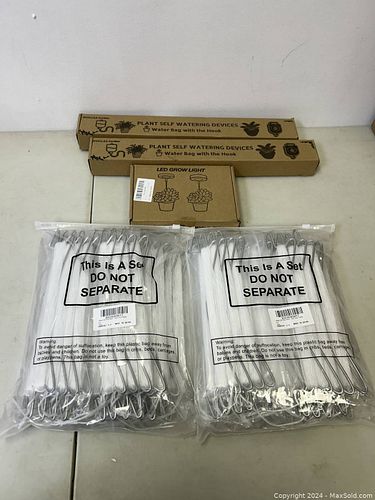 PLANT SELF WATERING DEVICES
Water Bag with the Hook
PLANT SELF WATERING DEVICES
Water Bag with the Hook
LED GROW LIGHT
This Is A Set
DO NOT
SEPARATE
This Is A Set
DO NOT
SEPARATE
Warning:
To avoid danger of suffocation, keep this plastic bag away from
babies and children. Do not use this bag in cribs, beds, carriages,
or playpens. This bag is not a toy.
Warning:
To avoid danger of suffocation, keep this plastic bag away from
babies and children. Do not use this bag in cribs, beds, carriages,
or playpens. This bag is not a toy.
Copyright 2024 - MaxSold.com